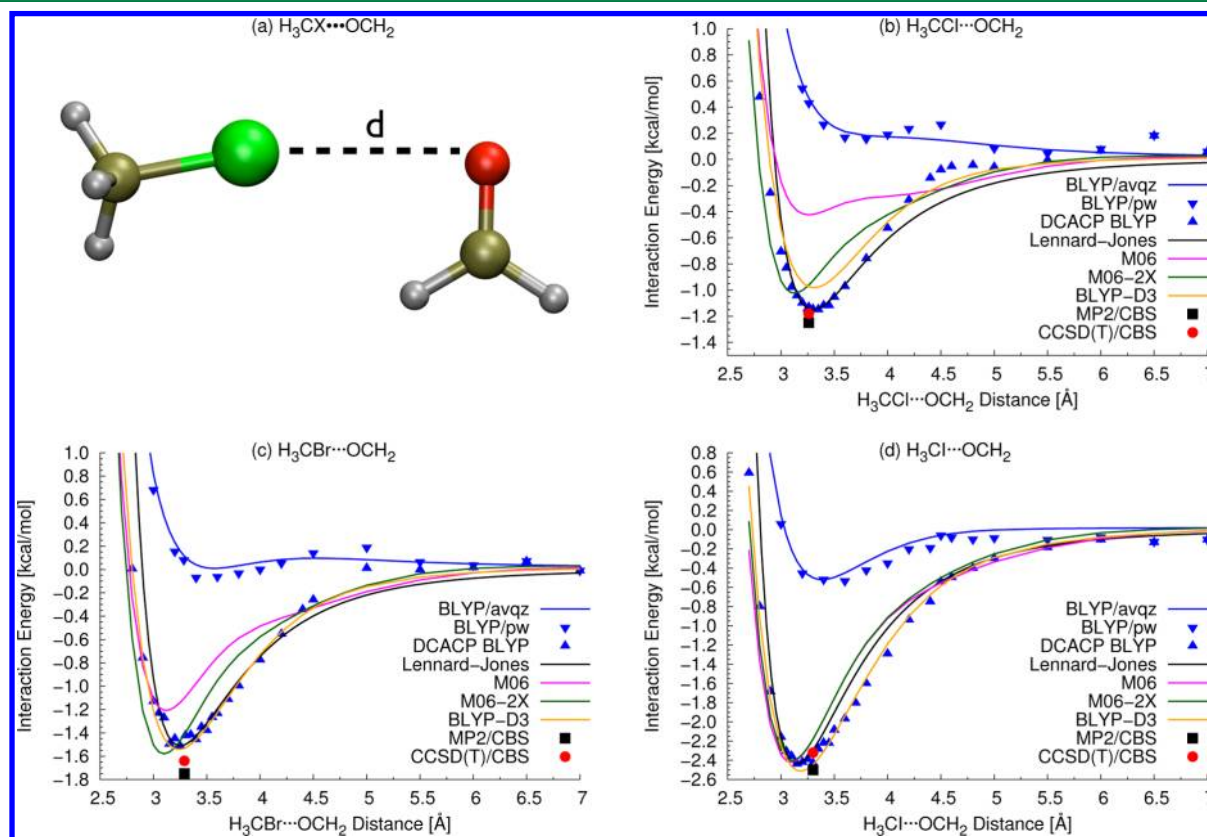 (a) H₃CX•••OCH₂
d
(b) H₃CCl···OCH₂
Interaction Energy [kcal/mol]
1.0
0.8
0.6
0.4
0.2
0.0
−0.2
−0.4
−0.6
−0.8
−1.0
−1.2
−1.4
BLYP/avqz
BLYP/pw
DCACP BLYP
Lennard−Jones
M06
M06−2X
BLYP−D3
MP2/CBS
CCSD(T)/CBS
2.5 3 3.5 4 4.5 5 5.5 6 6.5 7
H₃CCl···OCH₂ Distance [Å]
(c) H₃CBr···OCH₂
Interaction Energy [kcal/mol]
1.0
0.8
0.6
0.4
0.2
0.0
−0.2
−0.4
−0.6
−0.8
−1.0
−1.2
−1.4
−1.6
−1.8
BLYP/avqz
BLYP/pw
DCACP BLYP
Lennard−Jones
M06
M06−2X
BLYP−D3
MP2/CBS
CCSD(T)/CBS
2.5 3 3.5 4 4.5 5 5.5 6 6.5 7
H₃CBr···OCH₂ Distance [Å]
(d) H₃CI···OCH₂
Interaction Energy [kcal/mol]
0.8
0.6
0.4
0.2
0.0
−0.2
−0.4
−0.6
−0.8
−1.0
−1.2
−1.4
−1.6
−1.8
−2.0
−2.2
−2.4
−2.6
BLYP/avqz
BLYP/pw
DCACP BLYP
Lennard−Jones
M06
M06−2X
BLYP−D3
MP2/CBS
CCSD(T)/CBS
2.5 3 3.5 4 4.5 5 5.5 6 6.5 7
H₃CI···OCH₂ Distance [Å]